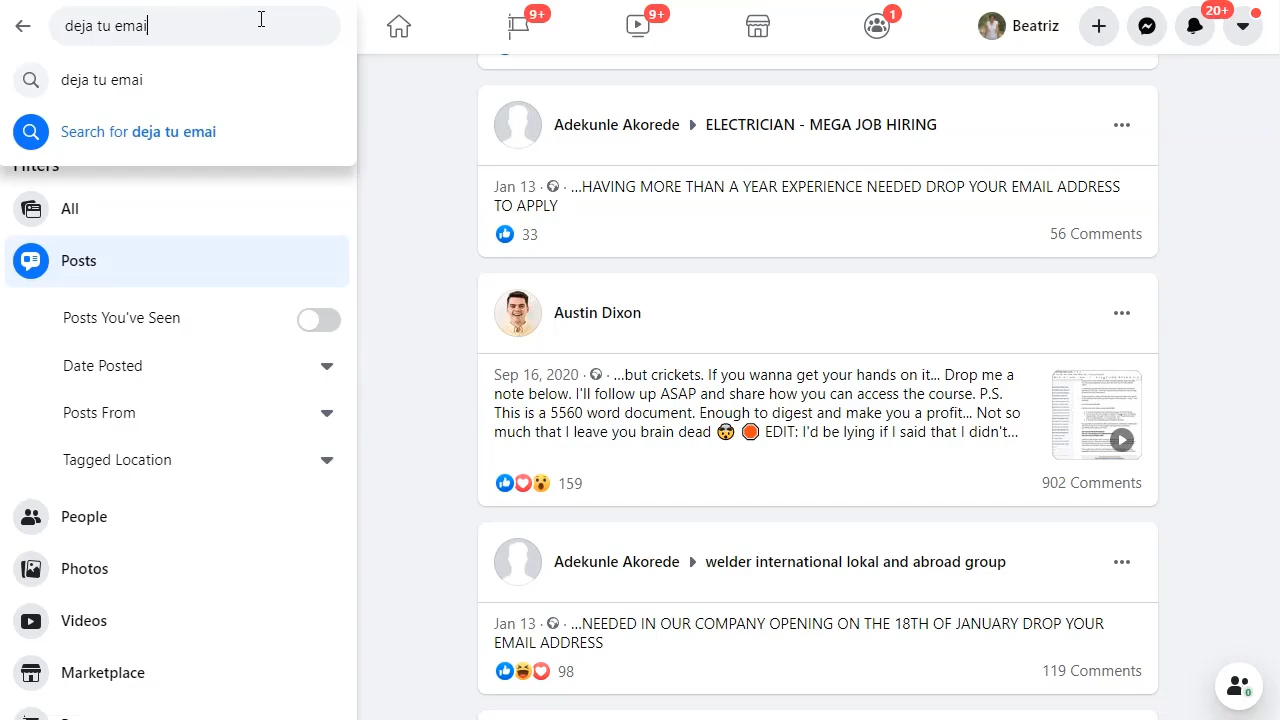 deja tu emai
9+
9+
1
Beatriz
20+
deja tu emai
Search for deja tu emai
Filters
All
Posts
Posts You've Seen
Date Posted
Posts From
Tagged Location
People
Photos
Videos
Marketplace
Adekunle Akorede ELECTRICIAN - MEGA JOB HIRING
Jan 13 · · ...HAVING MORE THAN A YEAR EXPERIENCE NEEDED DROP YOUR EMAIL ADDRESS
TO APPLY
33
56 Comments
Austin Dixon
Sep 16, 2020 · · ...but crickets. If you wanna get your hands on it... Drop me a
note below. I'll follow up ASAP and share how you can access the course. P.S.
This is a 5560 word document. Enough to digest and make you a profit... Not so
much that I leave you brain dead 🤯 🛑 EDIT: I'd be lying if I said that I didn't...
159
902 Comments
Adekunle Akorede welder international lokal and abroad group
Jan 13 · · ...NEEDED IN OUR COMPANY OPENING ON THE 18TH OF JANUARY DROP YOUR
EMAIL ADDRESS
98
119 Comments
0